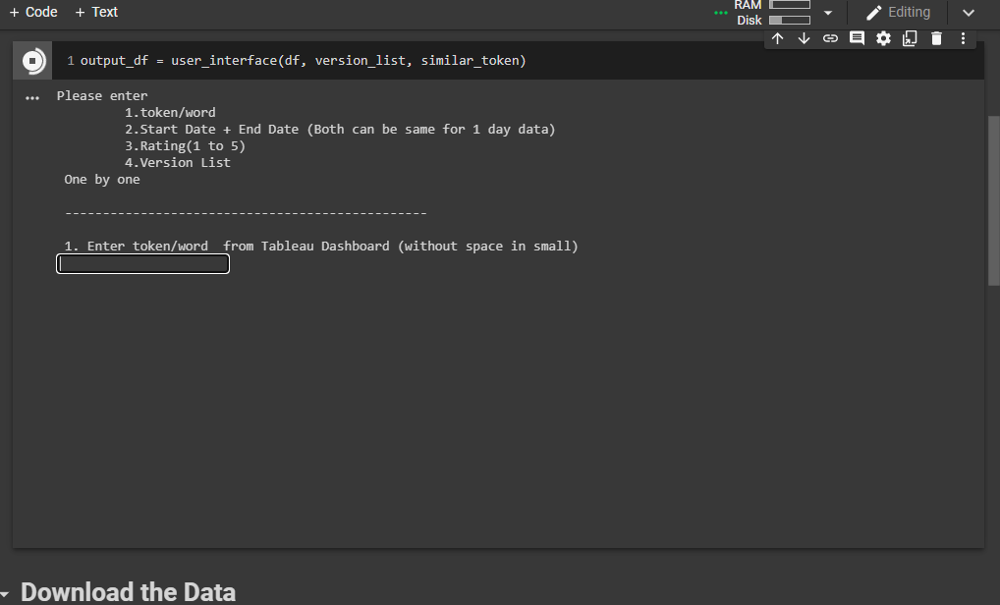 + Code + Text
RAM
Disk
Editing
1 output_df = user_interface(df, version_list, similar_token)
Please enter
1.token/word
2.Start Date + End Date (Both can be same for 1 day data)
3.Rating(1 to 5)
4.Version List
One by one
------------------------------------------------
1. Enter token/word  from Tableau Dashboard (without space in small)
Download the Data